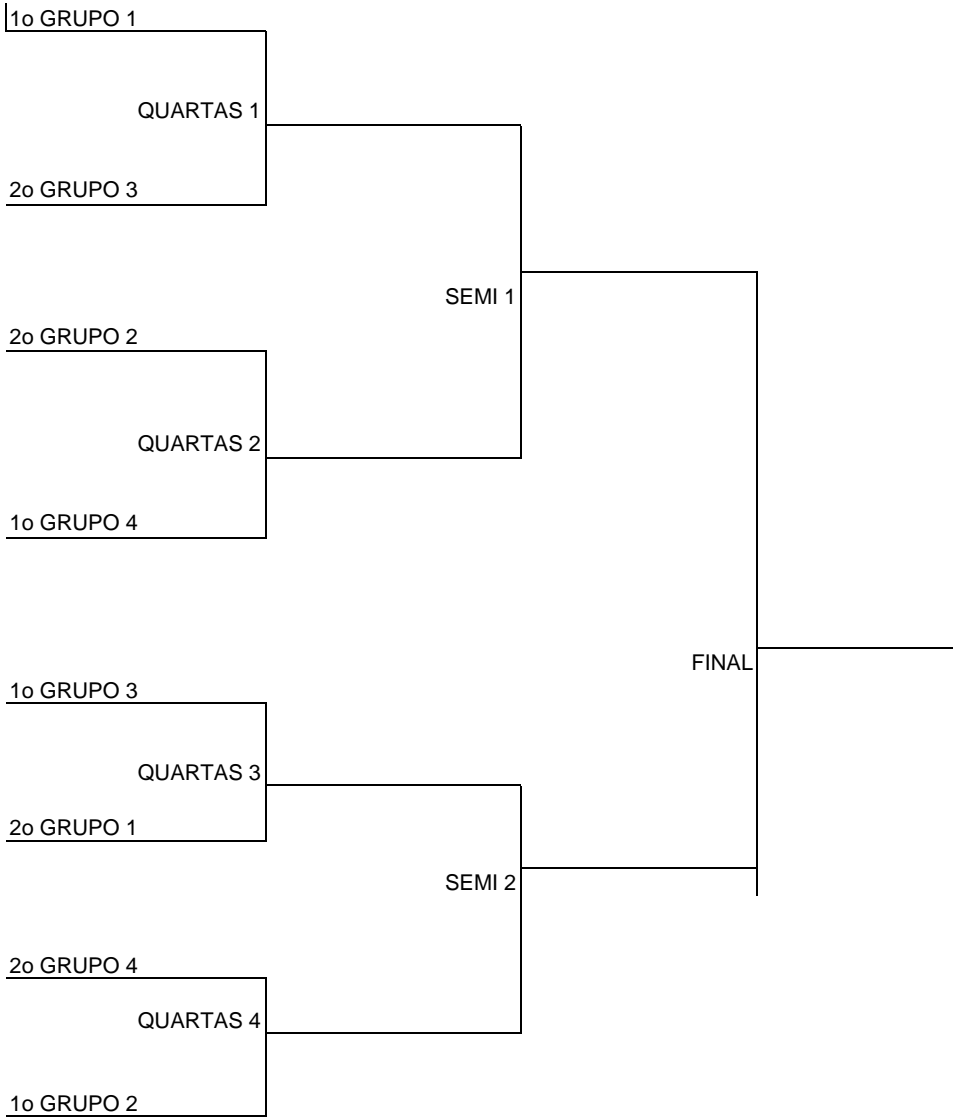 1o GRUPO 1
QUARTAS 1
2o GRUPO 3
SEMI 1
2o GRUPO 2
QUARTAS 2
1o GRUPO 4
FINAL
1o GRUPO 3
QUARTAS 3
2o GRUPO 1
SEMI 2
2o GRUPO 4
QUARTAS 4
1o GRUPO 2